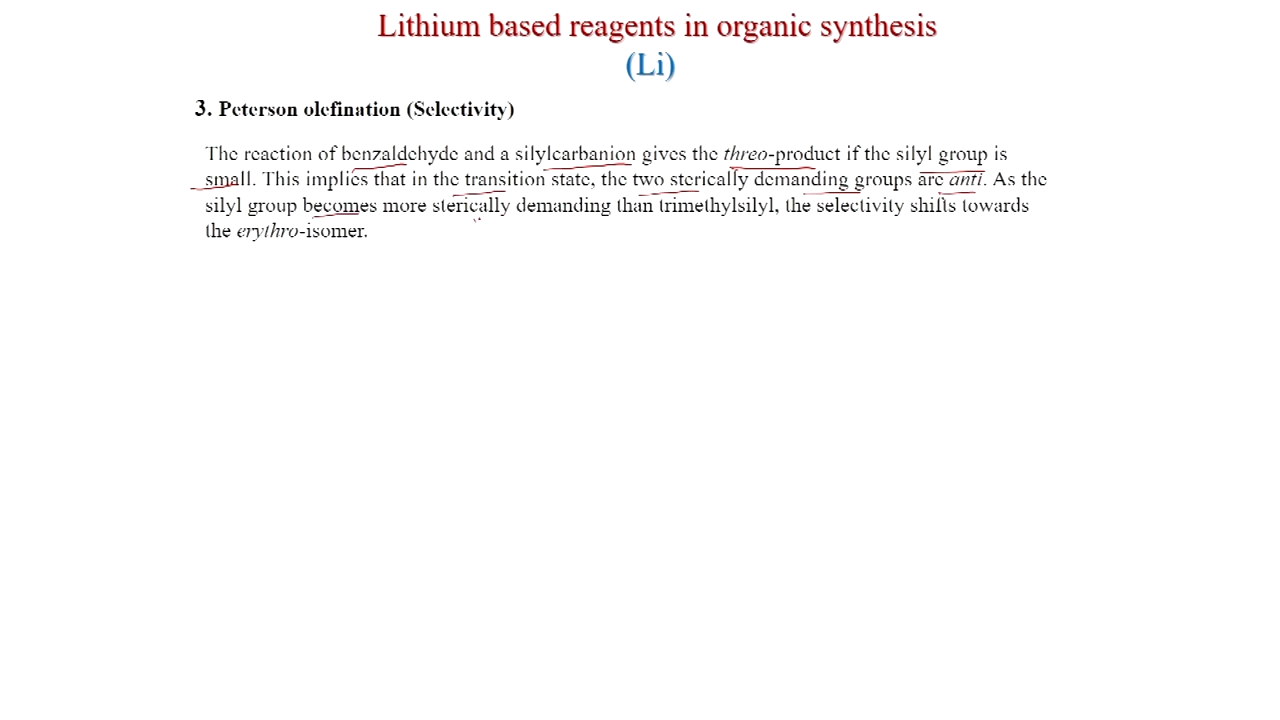 Lithium based reagents in organic synthesis
(Li)
3. Peterson olefination (Selectivity)
The reaction of benzaldehyde and a silylcarbanion gives the threo-product if the silyl group is
small. This implies that in the transition state, the two sterically demanding groups are anti. As the
silyl group becomes more sterically demanding than trimethylsilyl, the selectivity shifts towards
the erythro-isomer.